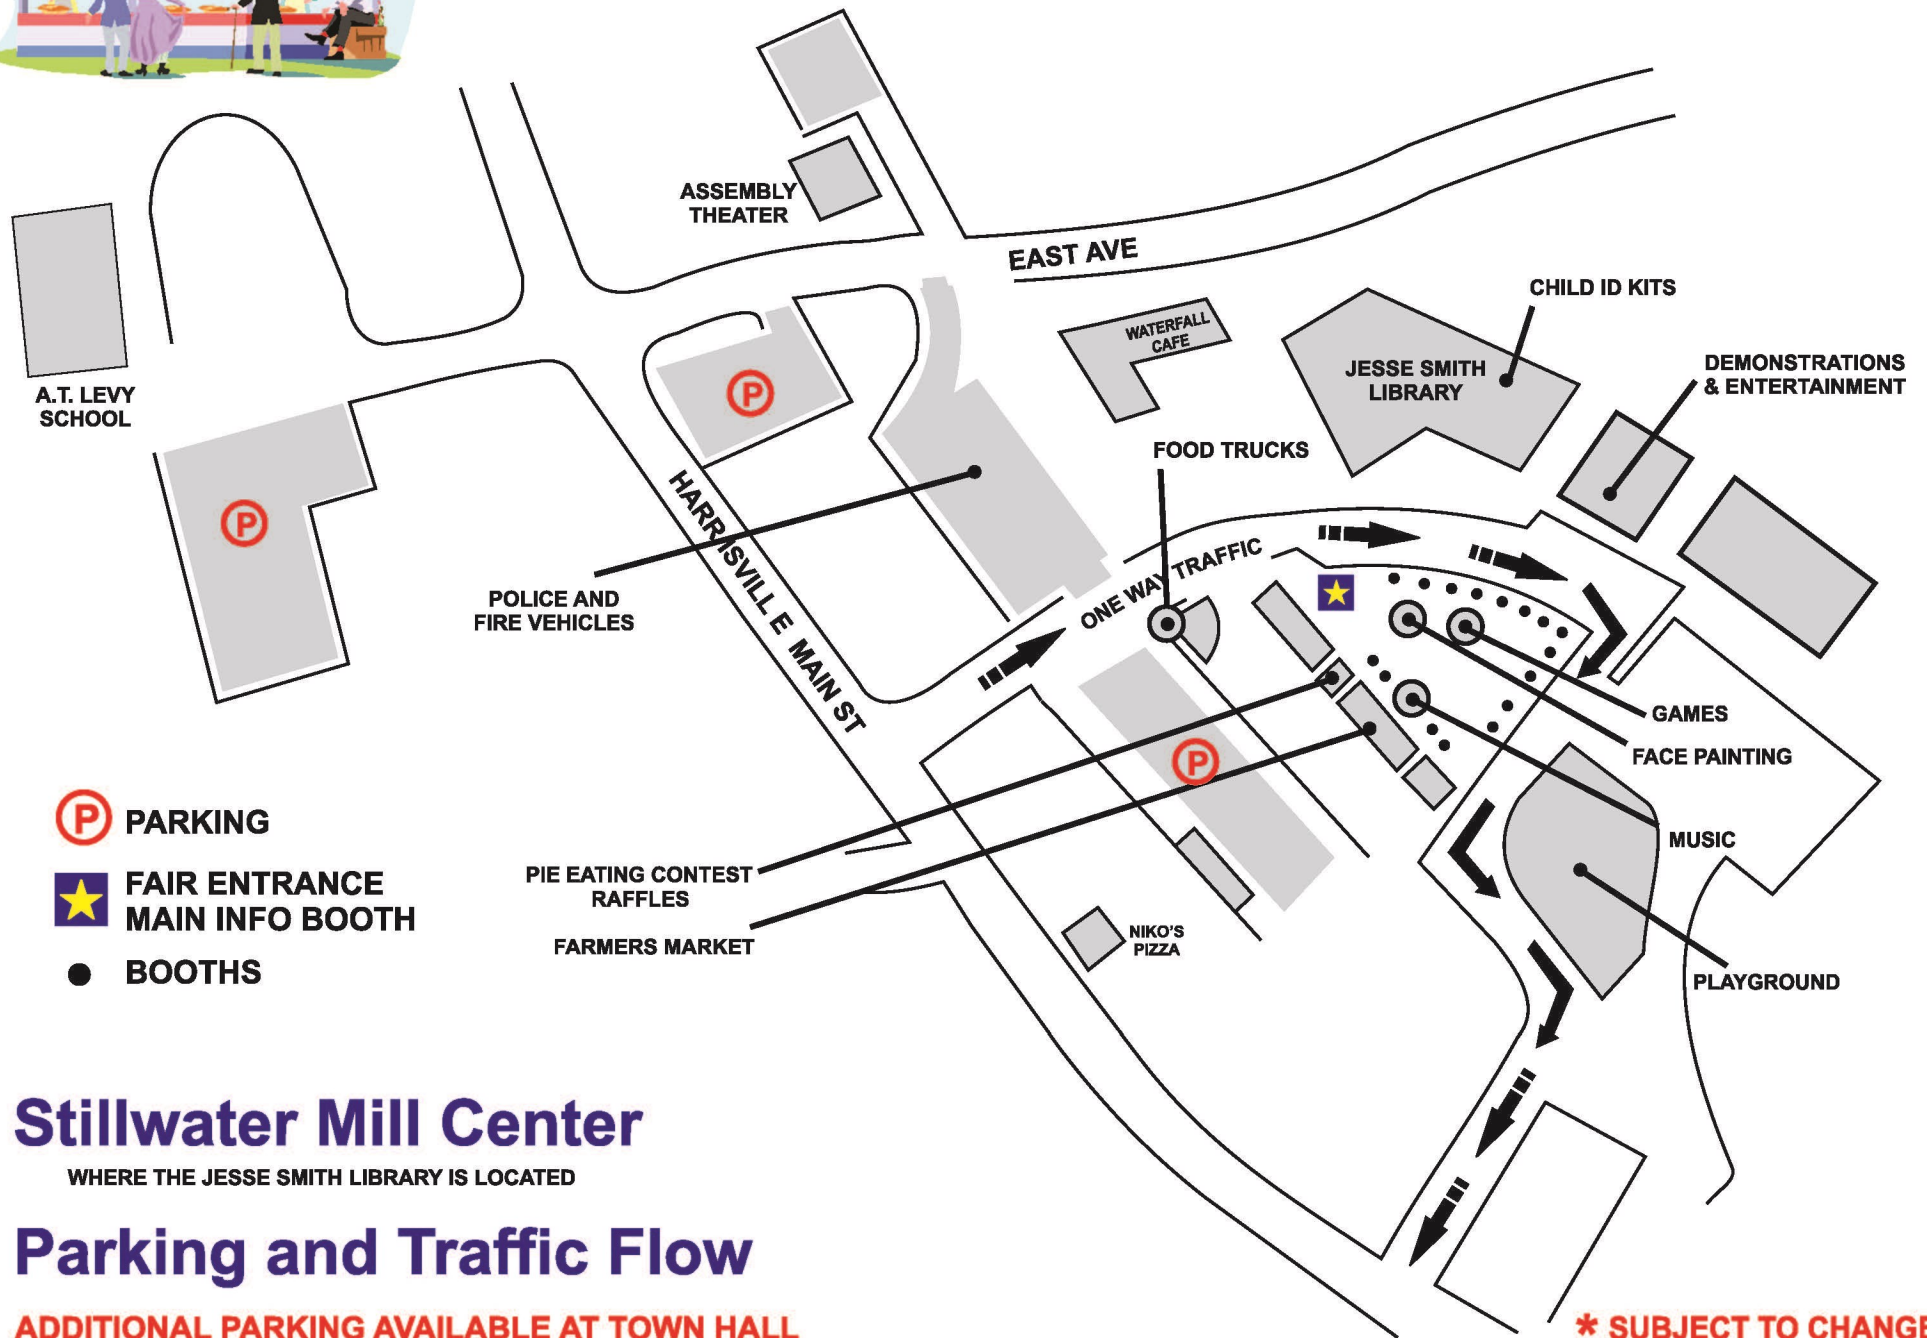 ASSEMBLY
THEATER
EAST AVE
CHILD ID KITS
WATERFALL
CAFE
JESSE SMITH
LIBRARY
DEMONSTRATIONS
& ENTERTAINMENT
A.T. LEVY
SCHOOL
P
FOOD TRUCKS
P
HARRISVILLE MAIN ST
ONE WAY TRAFFIC
POLICE AND
FIRE VEHICLES
GAMES
FACE PAINTING
P
MUSIC
PLAYGROUND
P PARKING
FAIR ENTRANCE
MAIN INFO BOOTH
BOOTHS
PIE EATING CONTEST
RAFFLES
FARMERS MARKET
NIKO'S
PIZZA
Stillwater Mill Center
WHERE THE JESSE SMITH LIBRARY IS LOCATED
Parking and Traffic Flow
ADDITIONAL PARKING AVAILABLE AT TOWN HALL
* SUBJECT TO CHANGE